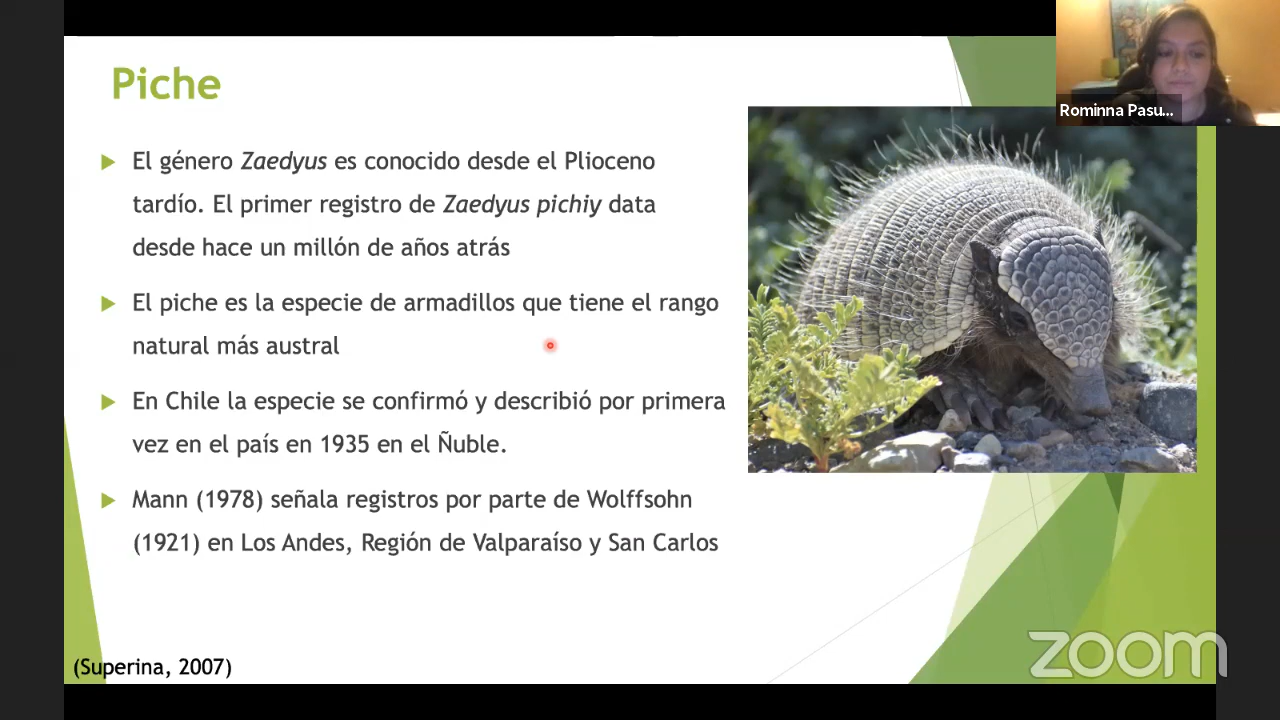 Piche
Rominna Pasu...
El género Zaedyus es conocido desde el Plioceno
tardío. El primer registro de Zaedyus pichiy data
desde hace un millón de años atrás
El piche es la especie de armadillos que tiene el rango
natural más austral
En Chile la especie se confirmó y describió por primera
vez en el país en 1935 en el Ñuble.
Mann (1978) señala registros por parte de Wolffsohn
(1921) en Los Andes, Región de Valparaíso y San Carlos
(Superina, 2007)
zoom